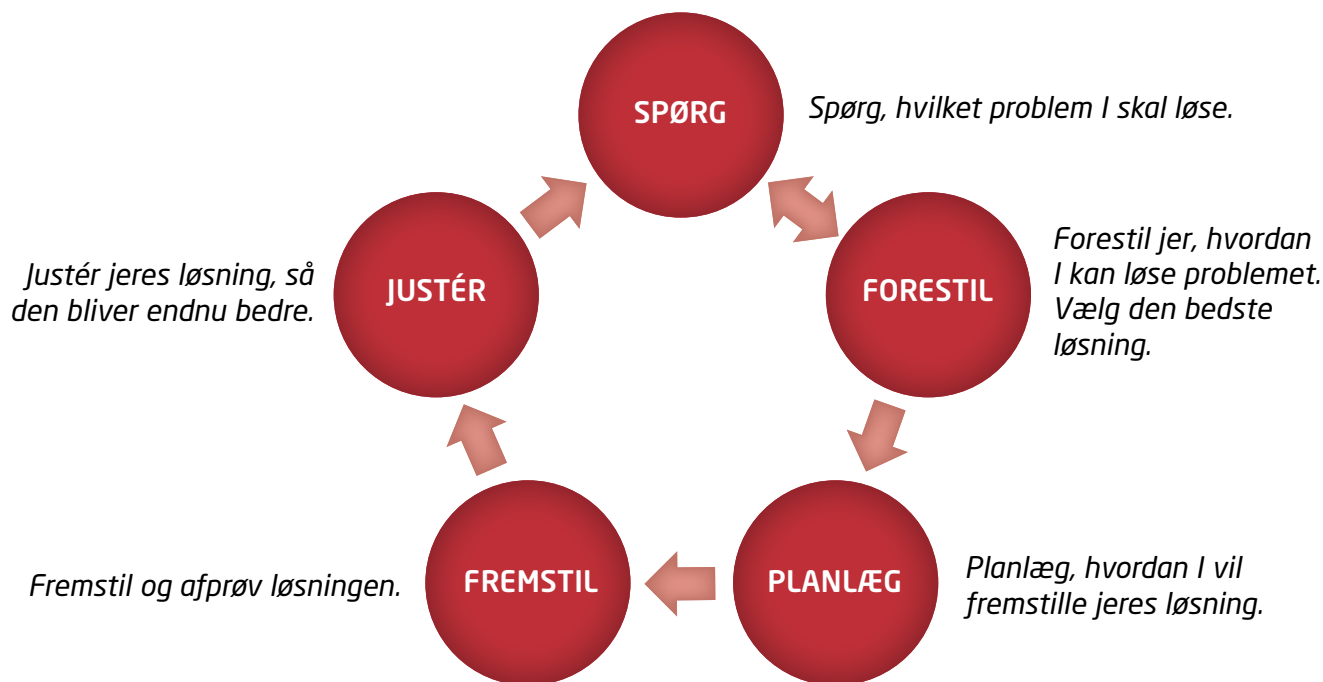 SPØRG
Spørg, hvilket problem I skal løse.
FORESTIL
Forestil jer, hvordan
I kan løse problemet.
Vælg den bedste
løsning.
PLANLÆG
Planlæg, hvordan I vil
fremstille jeres løsning.
FREMSTIL
Fremstil og afprøv løsningen.
JUSTÉR
Justér jeres løsning, så
den bliver endnu bedre.